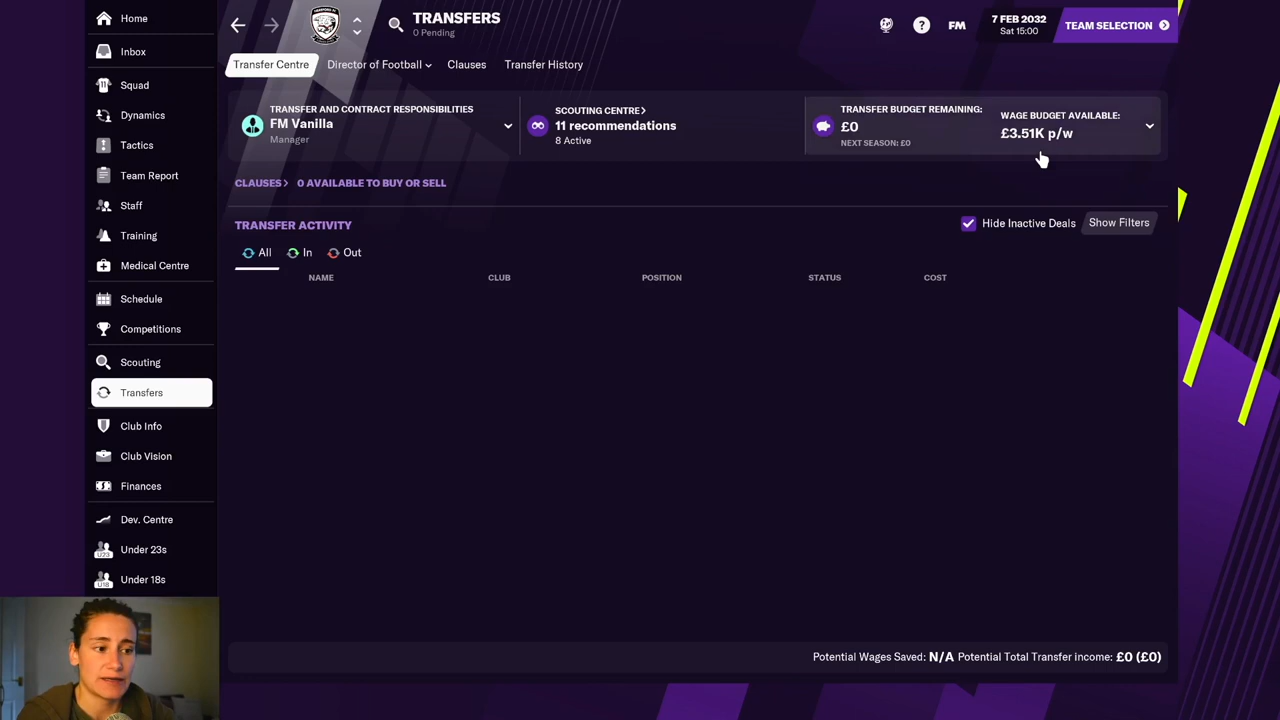 Home
Inbox
Squad
Dynamics
Tactics
Team Report
Staff
Training
Medical Centre
Schedule
Competitions
Scouting
Transfers
Club Info
Club Vision
Finances
Dev. Centre
U23
Under 23s
U18
Under 18s
TRANSFERS
0 Pending
?
FM
7 FEB 2032
Sat 15:00
TEAM SELECTION
Transfer Centre
Director of Football
Clauses
Transfer History
TRANSFER AND CONTRACT RESPONSIBILITIES
FM Vanilla
Manager
SCOUTING CENTRE>
11 recommendations
8 Active
TRANSFER BUDGET REMAINING:
£0
NEXT SEASON: £0
WAGE BUDGET AVAILABLE:
£3.51K p/w
CLAUSES> 0 AVAILABLE TO BUY OR SELL
TRANSFER ACTIVITY
Hide Inactive Deals
Show Filters
All In Out
NAME CLUB POSITION STATUS COST
Potential Wages Saved: N/A Potential Total Transfer income: £0 (£0)